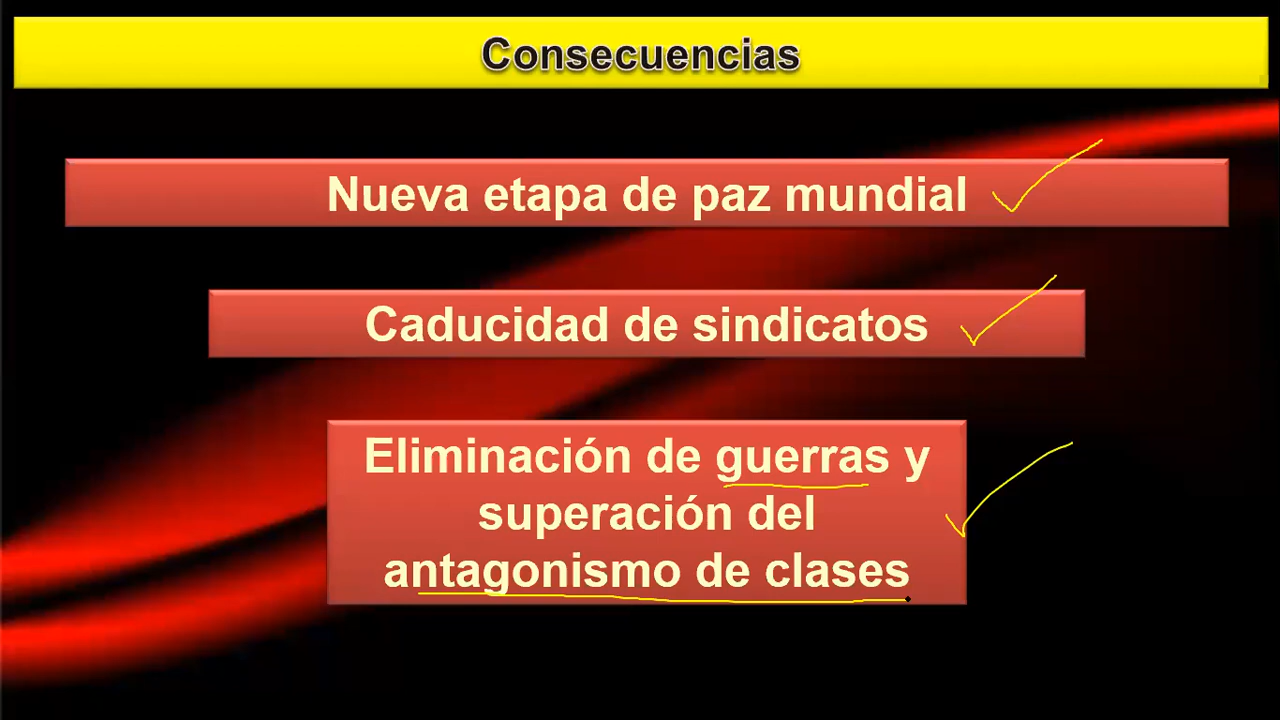 Consecuencias
Nueva etapa de paz mundial
Caducidad de sindicatos
Eliminación de guerras y
superación del
antagonismo de clases